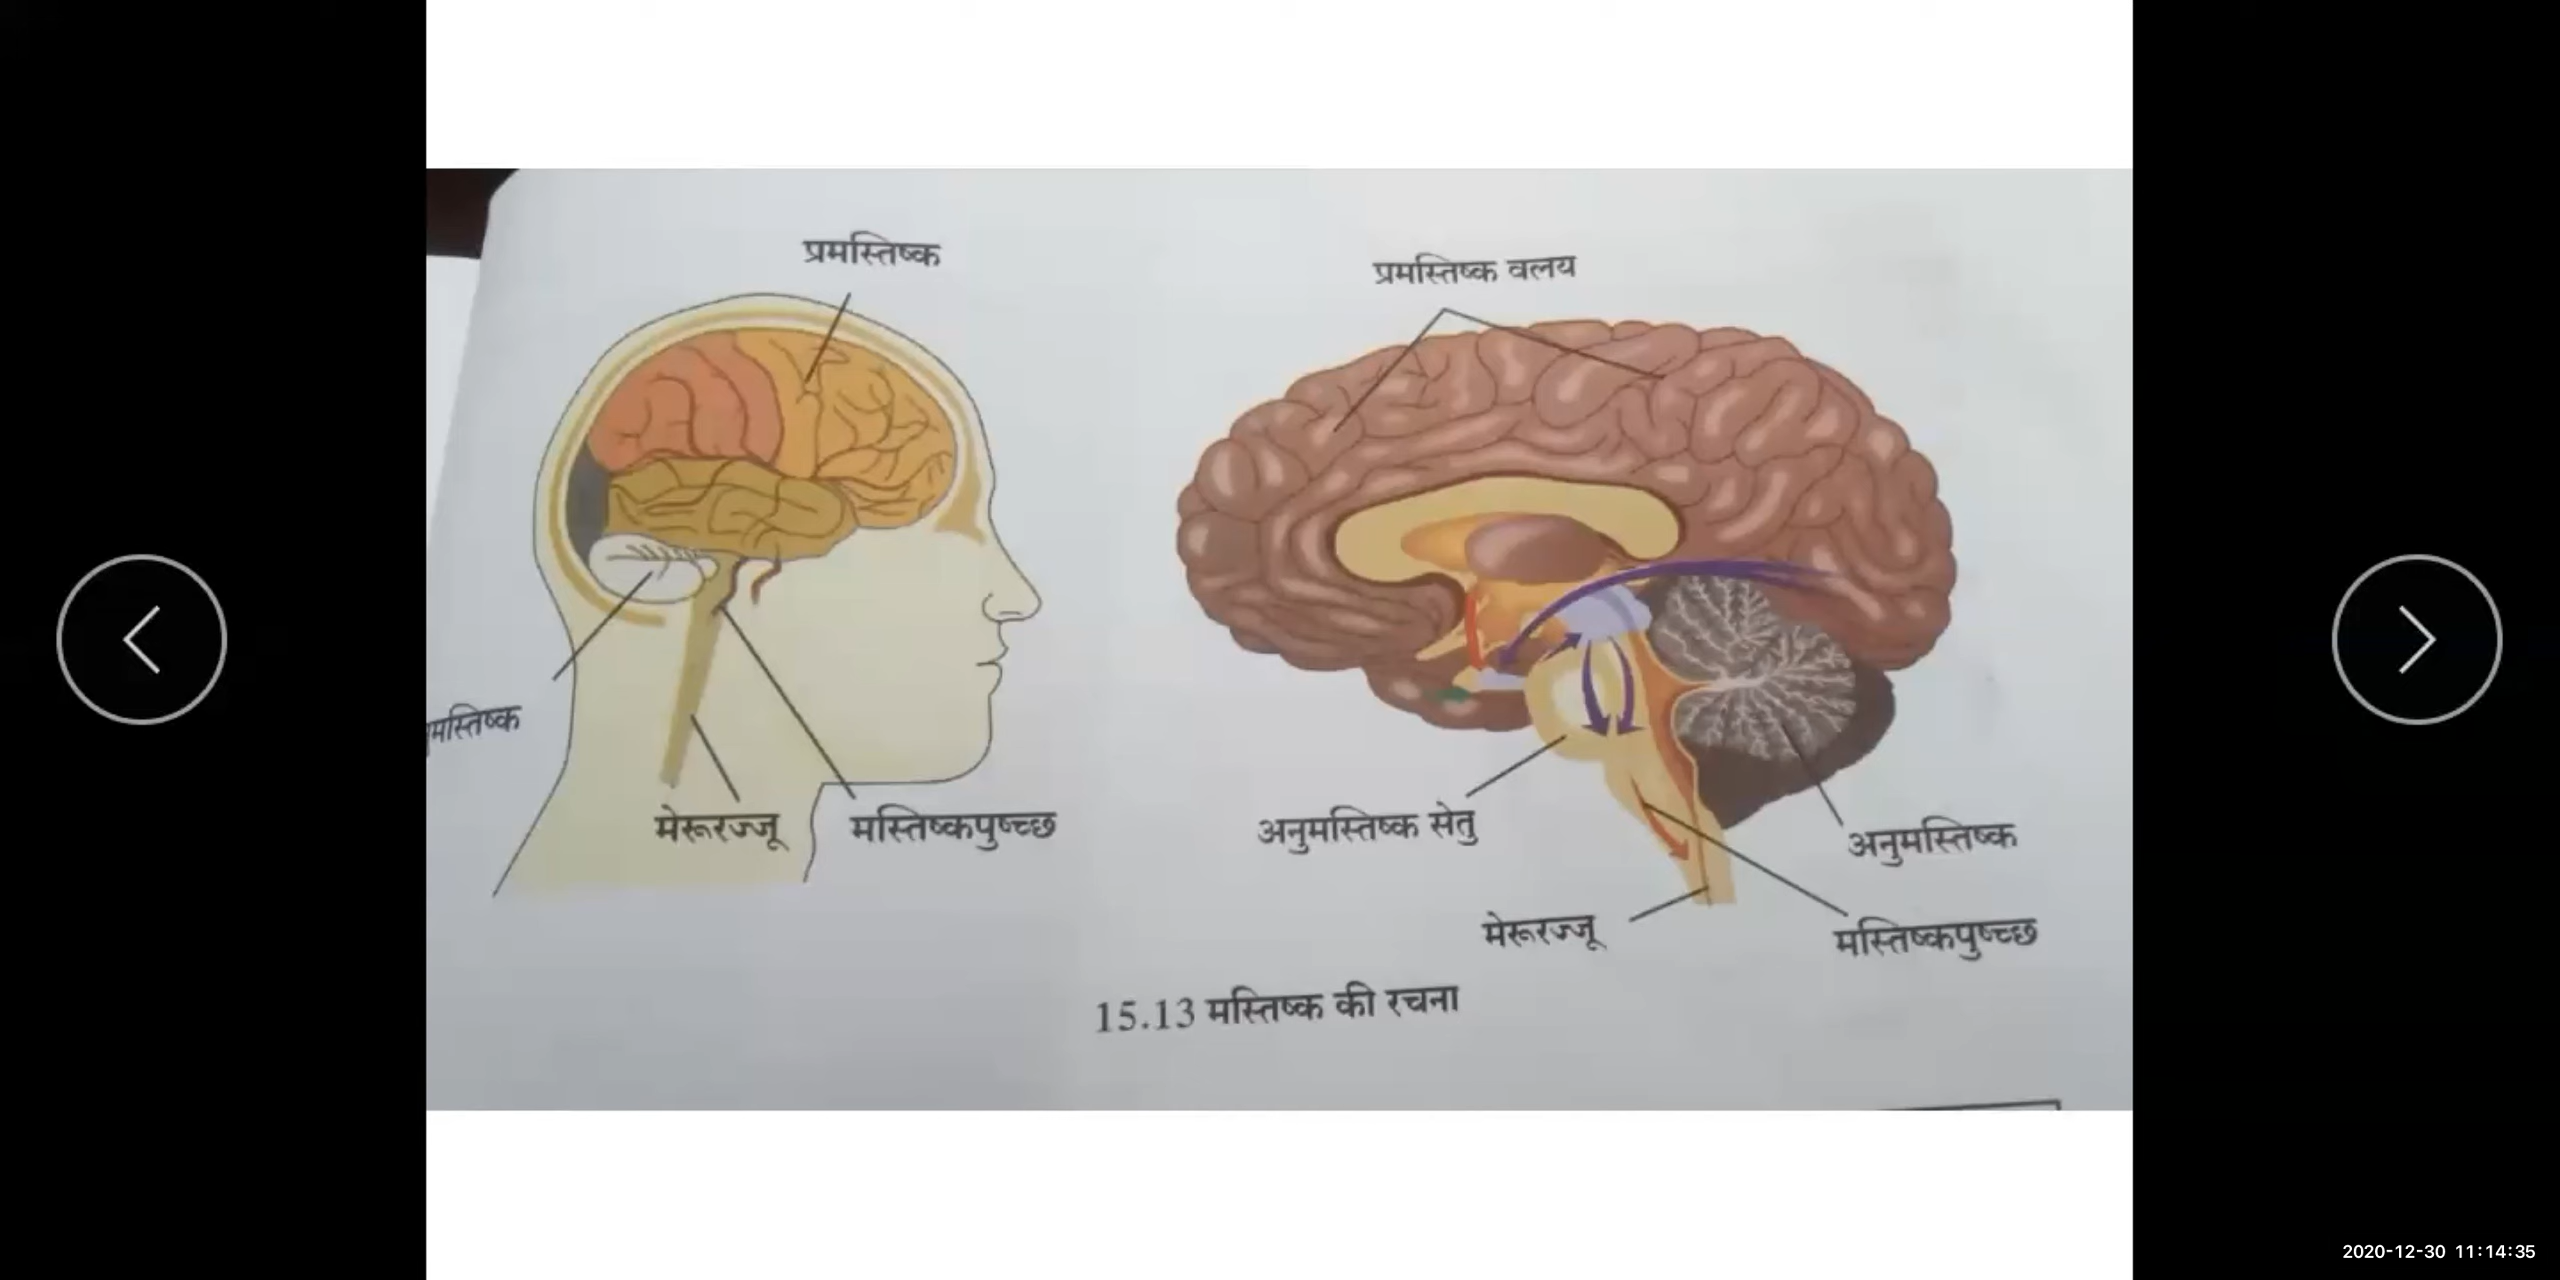 प्रमस्तिष्क
प्रमस्तिष्क वलय
मस्तिष्क
मेरूरज्जू
मस्तिष्कपुष्च्छ
अनुमस्तिष्क सेतु
अनुमस्तिष्क
मेरूरज्जू
मस्तिष्कपुष्च्छ
15.13 मस्तिष्क की रचना
2020-12-30 11:14:35